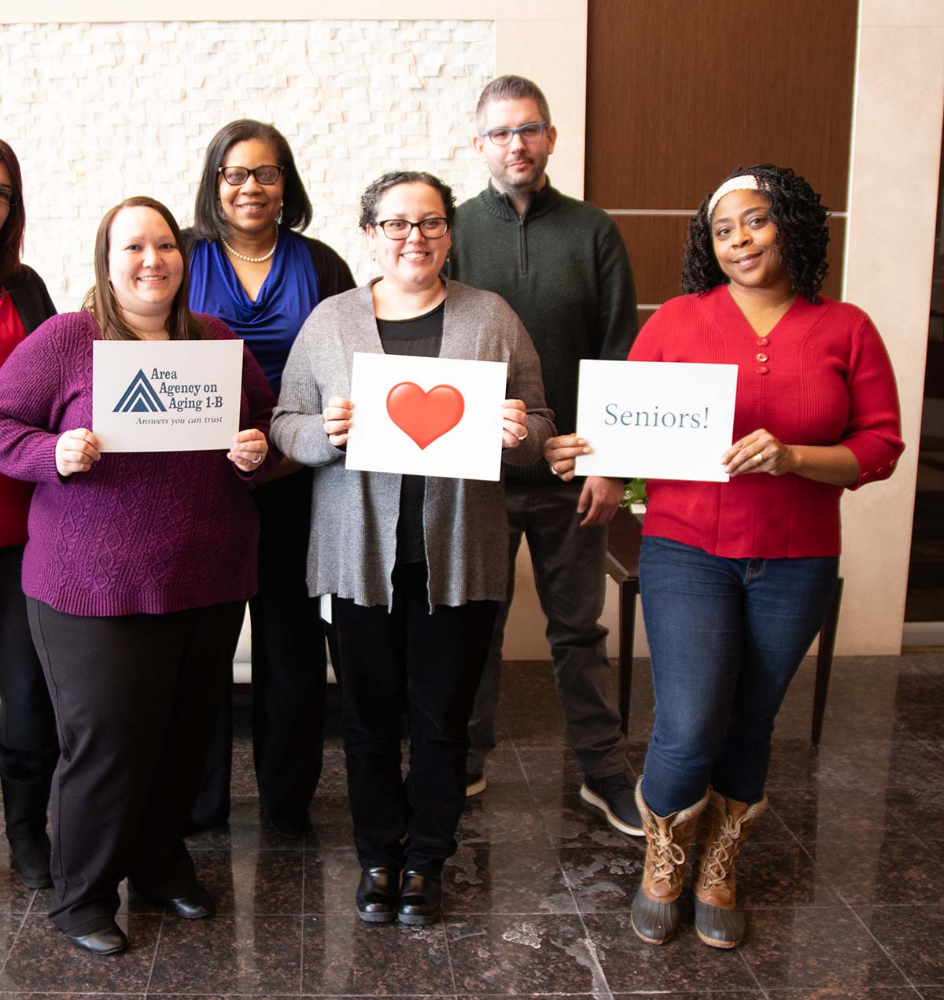 Area
Agency on
Aging 1-B
Answers you can trust
Seniors!